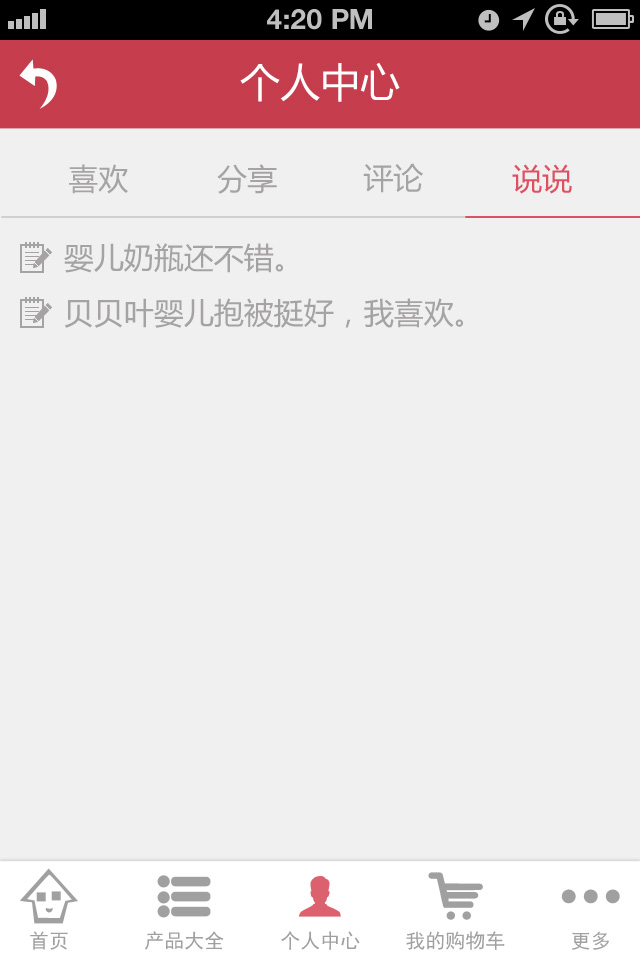 4:20 PM
个人中心
喜欢 分享 评论 说说
婴儿奶瓶还不错。
贝贝叶婴儿抱被挺好，我喜欢。
首页 产品大全 个人中心 我的购物车 更多